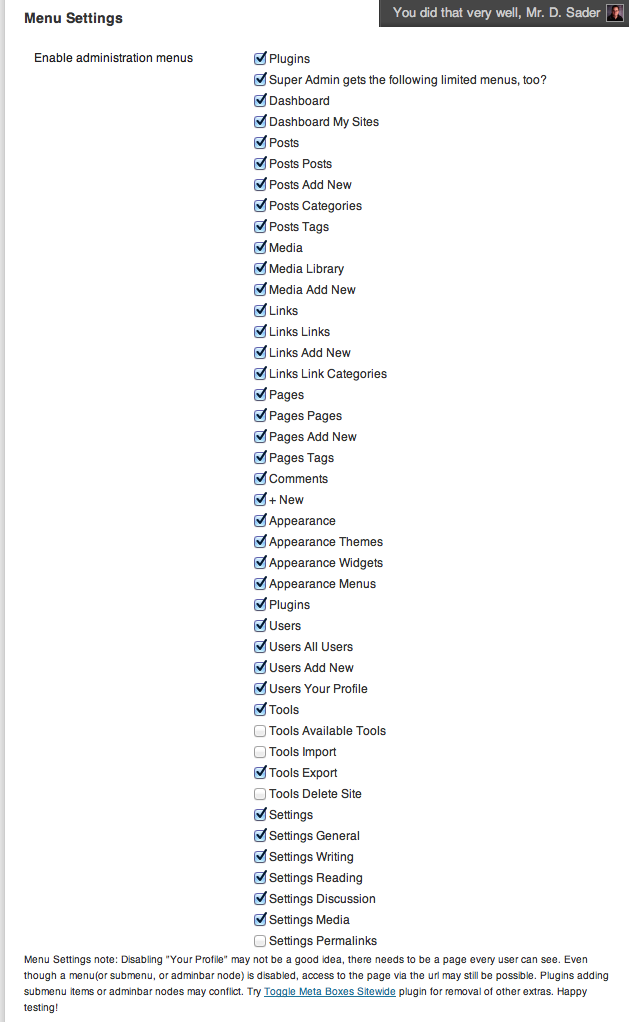 Menu Settings
You did that very well, Mr. D. Sader
Enable administration menus
Plugins
Super Admin gets the following limited menus, too?
Dashboard
Dashboard My Sites
Posts
Posts Posts
Posts Add New
Posts Categories
Posts Tags
Media
Media Library
Media Add New
Links
Links Links
Links Add New
Links Link Categories
Pages
Pages Pages
Pages Add New
Pages Tags
Comments
+ New
Appearance
Appearance Themes
Appearance Widgets
Appearance Menus
Plugins
Users
Users All Users
Users Add New
Users Your Profile
Tools
Tools Available Tools
Tools Import
Tools Export
Tools Delete Site
Settings
Settings General
Settings Writing
Settings Reading
Settings Discussion
Settings Media
Settings Permalinks
Menu Settings note: Disabling "Your Profile" may not be a good idea, there needs to be a page every user can see. Even
though a menu(or submenu, or adminbar node) is disabled, access to the page via the url may still be possible. Plugins adding
submenu items or adminbar nodes may conflict. Try Toggle Meta Boxes Sitewide plugin for removal of other extras. Happy
testing!